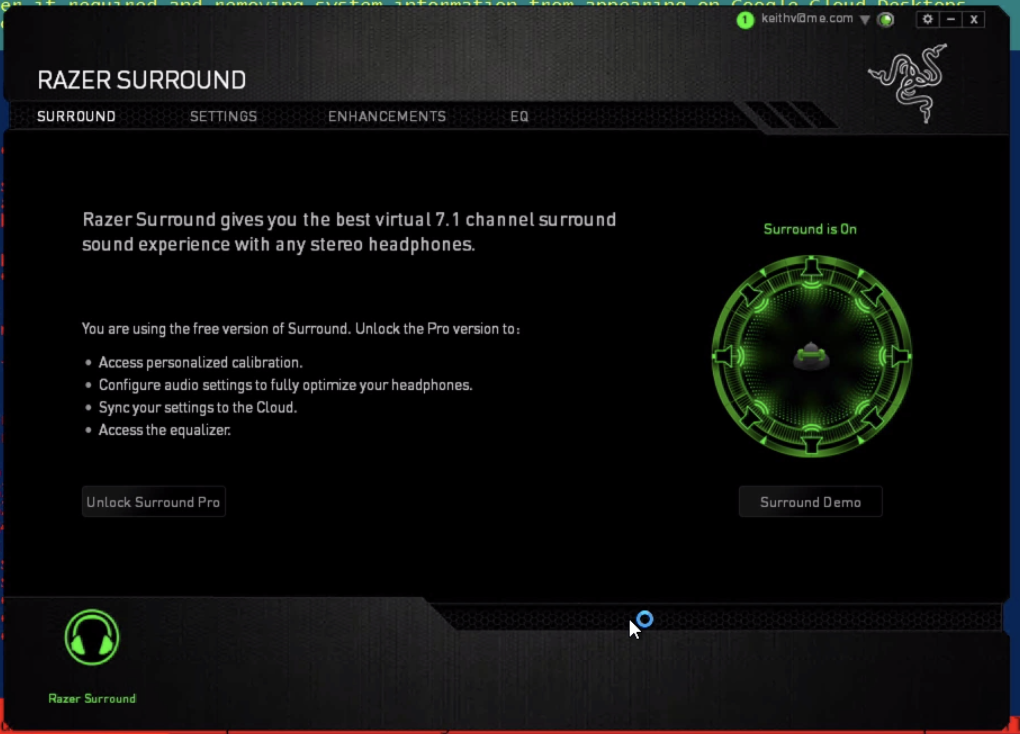 er it required and removing system information from appearing on Google Cloud Desktops
1 keithv@me.com
RAZER SURROUND
SURROUND SETTINGS ENHANCEMENTS EQ
Razer Surround gives you the best virtual 7.1 channel surround
sound experience with any stereo headphones.
Surround is On
You are using the free version of Surround. Unlock the Pro version to:
Access personalized calibration.
Configure audio settings to fully optimize your headphones.
Sync your settings to the Cloud.
Access the equalizer.
Unlock Surround Pro
Surround Demo
Razer Surround